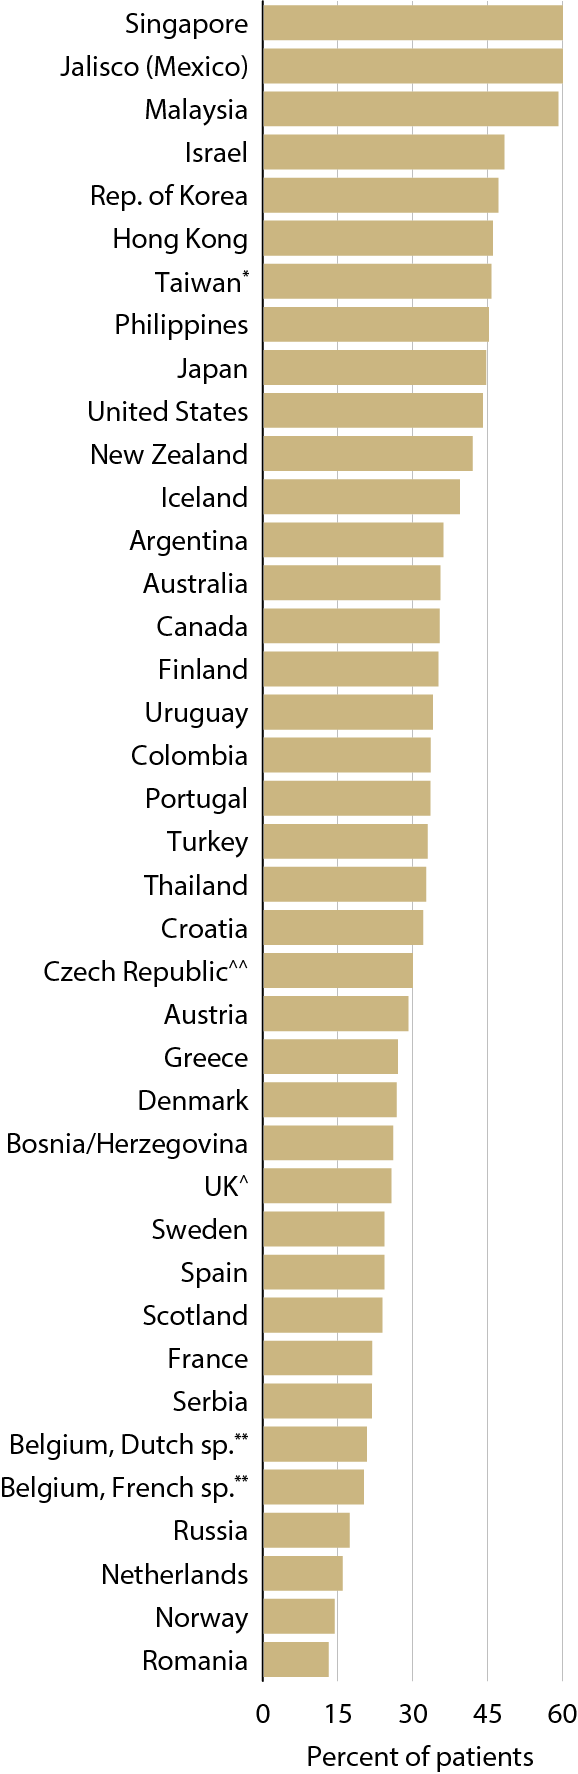 Singapore
Jalisco (Mexico)
Malaysia
Israel
Rep. of Korea
Hong Kong
Taiwan*
Philippines
Japan
United States
New Zealand
Iceland
Argentina
Australia
Canada
Finland
Uruguay
Colombia
Portugal
Turkey
Thailand
Croatia
Czech Republic^^
Austria
Greece
Denmark
Bosnia/Herzegovina
UK^
Sweden
Spain
Scotland
France
Serbia
Belgium, Dutch sp.**
Belgium, French sp.**
Russia
Netherlands
Norway
Romania
0 15 30 45 60
Percent of patients